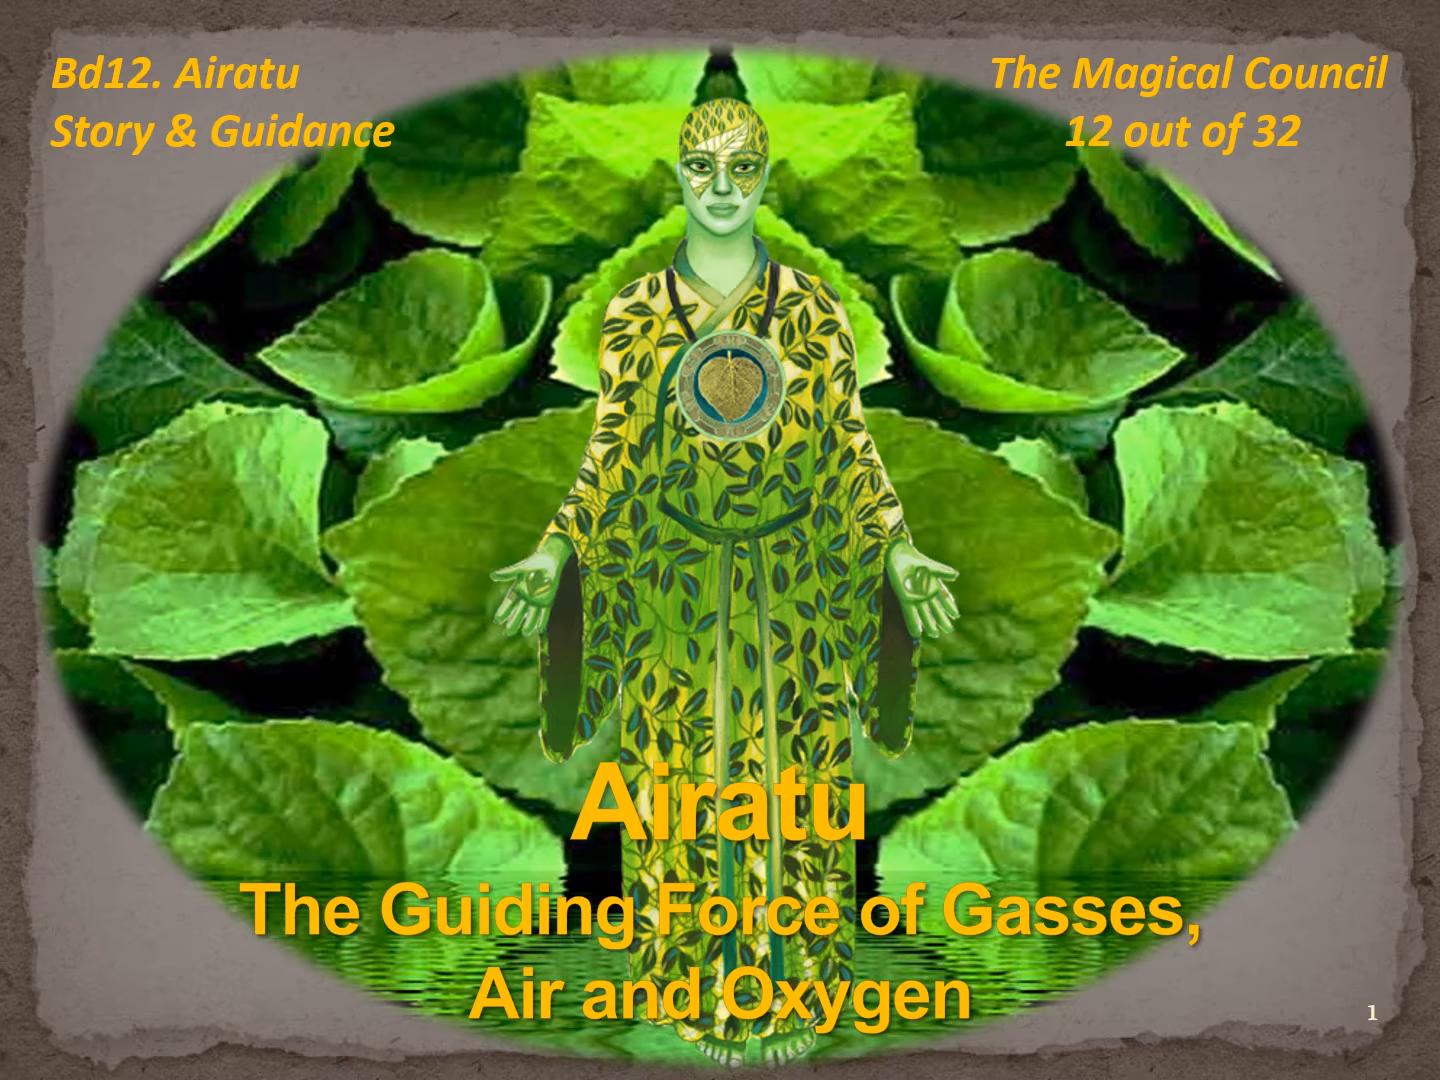 Bd12. Airatu
Story & Guidance
The Magical Council
12 out of 32
Airatu
The Guiding Force of Gasses,
Air and Oxygen
1